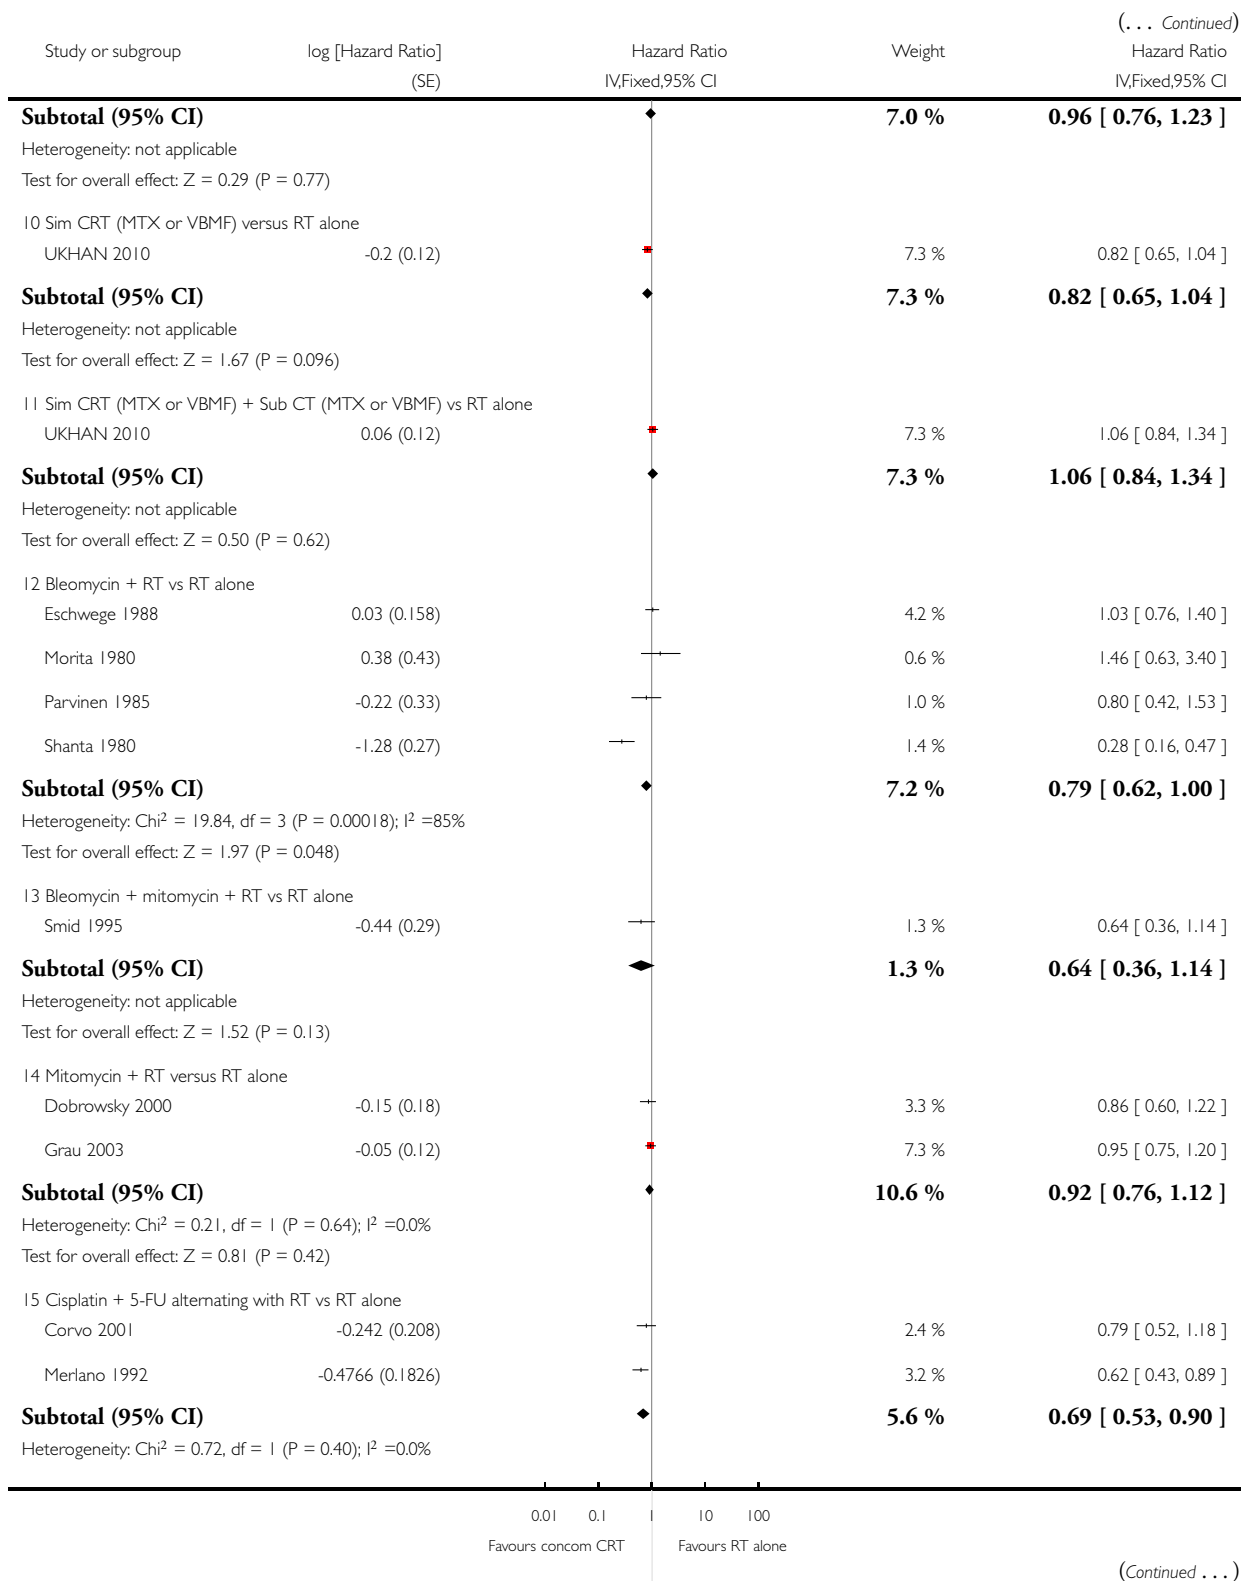 (... Continued)
Study or subgroup log [Hazard Ratio] Hazard Ratio Weight Hazard Ratio
(SE) IV,Fixed,95% CI IV,Fixed,95% CI
Subtotal (95% CI) 7.0 % 0.96 [ 0.76, 1.23 ]
Heterogeneity: not applicable
Test for overall effect: Z = 0.29 (P = 0.77)
10 Sim CRT (MTX or VBMF) versus RT alone
UKHAN 2010 -0.2 (0.12) 7.3 % 0.82 [ 0.65, 1.04 ]
Subtotal (95% CI) 7.3 % 0.82 [ 0.65, 1.04 ]
Heterogeneity: not applicable
Test for overall effect: Z = 1.67 (P = 0.096)
11 Sim CRT (MTX or VBMF) + Sub CT (MTX or VBMF) vs RT alone
UKHAN 2010 0.06 (0.12) 7.3 % 1.06 [ 0.84, 1.34 ]
Subtotal (95% CI) 7.3 % 1.06 [ 0.84, 1.34 ]
Heterogeneity: not applicable
Test for overall effect: Z = 0.50 (P = 0.62)
12 Bleomycin + RT vs RT alone
Eschwege 1988 0.03 (0.158) 4.2 % 1.03 [ 0.76, 1.40 ]
Morita 1980 0.38 (0.43) 0.6 % 1.46 [ 0.63, 3.40 ]
Parvinen 1985 -0.22 (0.33) 1.0 % 0.80 [ 0.42, 1.53 ]
Shanta 1980 -1.28 (0.27) 1.4 % 0.28 [ 0.16, 0.47 ]
Subtotal (95% CI) 7.2 % 0.79 [ 0.62, 1.00 ]
Heterogeneity: Chi² = 19.84, df = 3 (P = 0.00018); I² =85%
Test for overall effect: Z = 1.97 (P = 0.048)
13 Bleomycin + mitomycin + RT vs RT alone
Smid 1995 -0.44 (0.29) 1.3 % 0.64 [ 0.36, 1.14 ]
Subtotal (95% CI) 1.3 % 0.64 [ 0.36, 1.14 ]
Heterogeneity: not applicable
Test for overall effect: Z = 1.52 (P = 0.13)
14 Mitomycin + RT versus RT alone
Dobrowsky 2000 -0.15 (0.18) 3.3 % 0.86 [ 0.60, 1.22 ]
Grau 2003 -0.05 (0.12) 7.3 % 0.95 [ 0.75, 1.20 ]
Subtotal (95% CI) 10.6 % 0.92 [ 0.76, 1.12 ]
Heterogeneity: Chi² = 0.21, df = 1 (P = 0.64); I² =0.0%
Test for overall effect: Z = 0.81 (P = 0.42)
15 Cisplatin + 5-FU alternating with RT vs RT alone
Corvo 2001 -0.242 (0.208) 2.4 % 0.79 [ 0.52, 1.18 ]
Merlano 1992 -0.4766 (0.1826) 3.2 % 0.62 [ 0.43, 0.89 ]
Subtotal (95% CI) 5.6 % 0.69 [ 0.53, 0.90 ]
Heterogeneity: Chi² = 0.72, df = 1 (P = 0.40); I² =0.0%
0.01 0.1 1 10 100
Favours concom CRT Favours RT alone
(Continued ...)